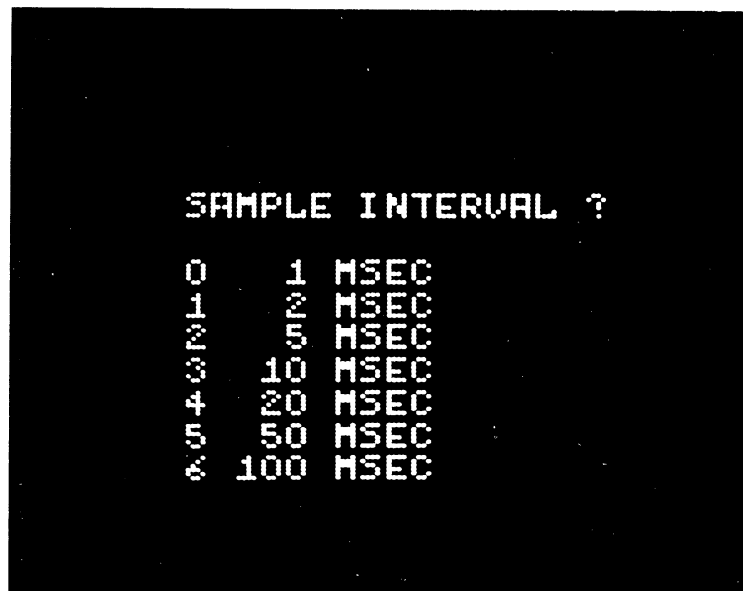 SAMPLE INTERVAL ?
0 1 MSEC
1 2 MSEC
2 5 MSEC
3 10 MSEC
4 20 MSEC
5 50 MSEC
6 100 MSEC